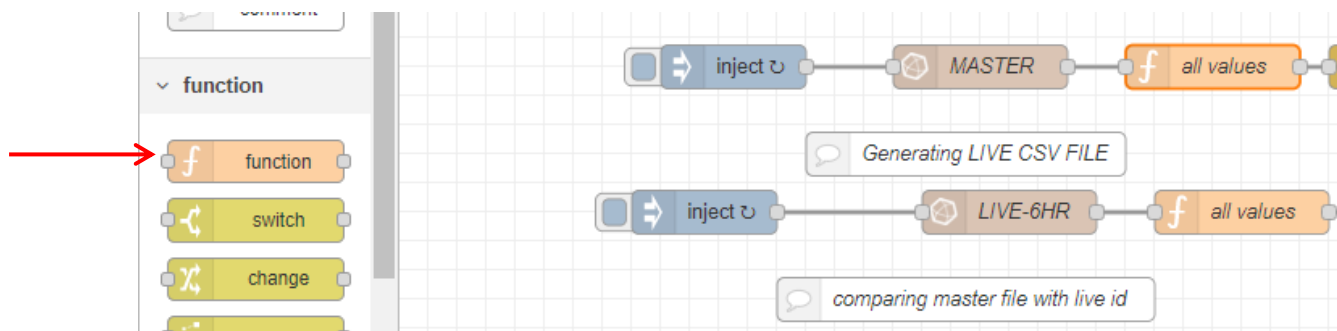 comment
function
function
switch
change
inject ↻
MASTER
all values
Generating LIVE CSV FILE
inject ↻
LIVE-6HR
all values
comparing master file with live id